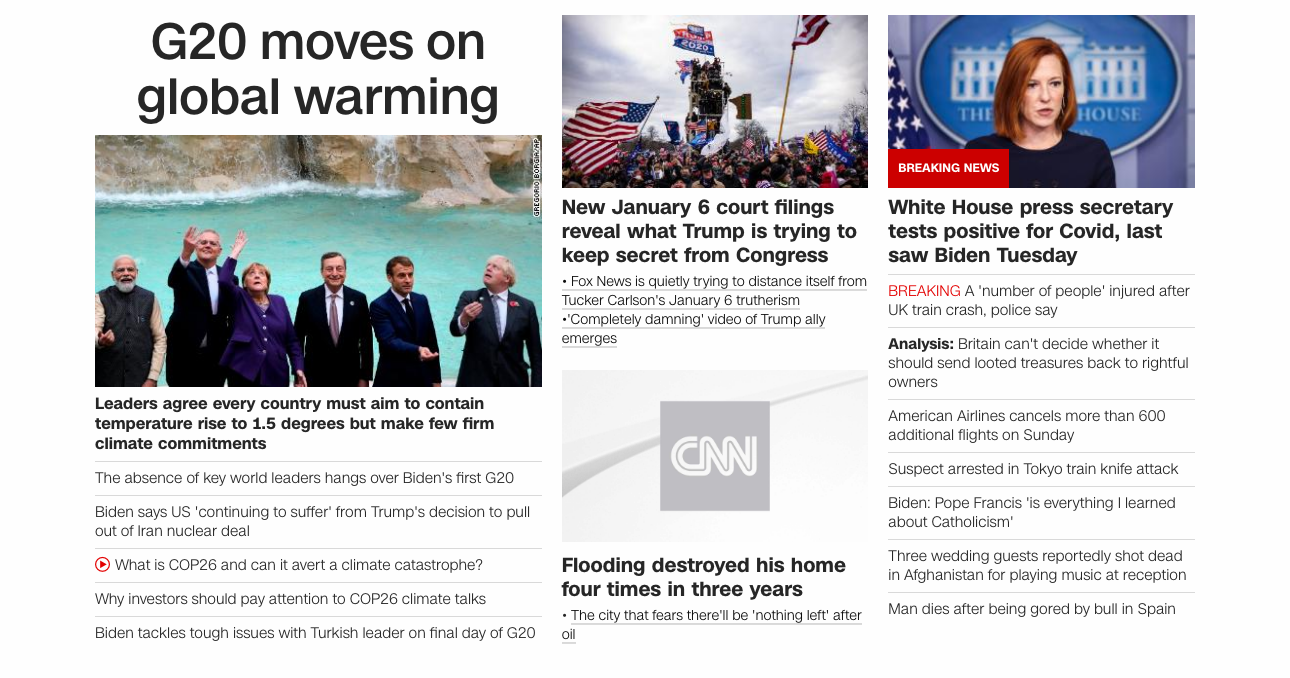 G20 moves on
global warming
GREGORIO BORGIA/AP
Leaders agree every country must aim to contain
temperature rise to 1.5 degrees but make few firm
climate commitments
The absence of key world leaders hangs over Biden's first G20
Biden says US 'continuing to suffer' from Trump's decision to pull
out of Iran nuclear deal
What is COP26 and can it avert a climate catastrophe?
Why investors should pay attention to COP26 climate talks
Biden tackles tough issues with Turkish leader on final day of G20
TRUMP
2020
New January 6 court filings
reveal what Trump is trying to
keep secret from Congress
• Fox News is quietly trying to distance itself from
Tucker Carlson's January 6 trutherism
•'Completely damning' video of Trump ally
emerges
CNN
Flooding destroyed his home
four times in three years
• The city that fears there'll be 'nothing left' after
oil
THE WHITE HOUSE
BREAKING NEWS
White House press secretary
tests positive for Covid, last
saw Biden Tuesday
BREAKING A 'number of people' injured after
UK train crash, police say
Analysis: Britain can't decide whether it
should send looted treasures back to rightful
owners
American Airlines cancels more than 600
additional flights on Sunday
Suspect arrested in Tokyo train knife attack
Biden: Pope Francis 'is everything I learned
about Catholicism'
Three wedding guests reportedly shot dead
in Afghanistan for playing music at reception
Man dies after being gored by bull in Spain